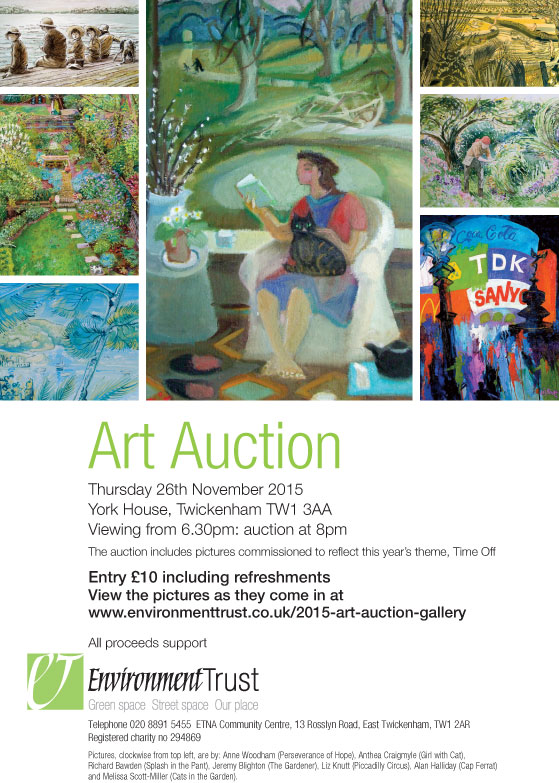 Coca Cola
TDK
SANYO
Art Auction
Thursday 26th November 2015
York House, Twickenham TW1 3AA
Viewing from 6.30pm: auction at 8pm
The auction includes pictures commissioned to reflect this year's theme, Time Off
Entry £10 including refreshments
View the pictures as they come in at
www.environmenttrust.co.uk/2015-art-auction-gallery
All proceeds support
eT EnvironmentTrust
Green space Street space Our place
Telephone 020 8891 5455 ETNA Community Centre, 13 Rosslyn Road, East Twickenham, TW1 2AR
Registered charity no 294869
Pictures, clockwise from top left, are by: Anne Woodham (Perseverance of Hope), Anthea Craigmyle (Girl with Cat),
Richard Bawden (Splash in the Pant), Jeremy Blighton (The Gardener), Liz Knutt (Piccadilly Circus), Alan Halliday (Cap Ferrat)
and Melissa Scott-Miller (Cats in the Garden).